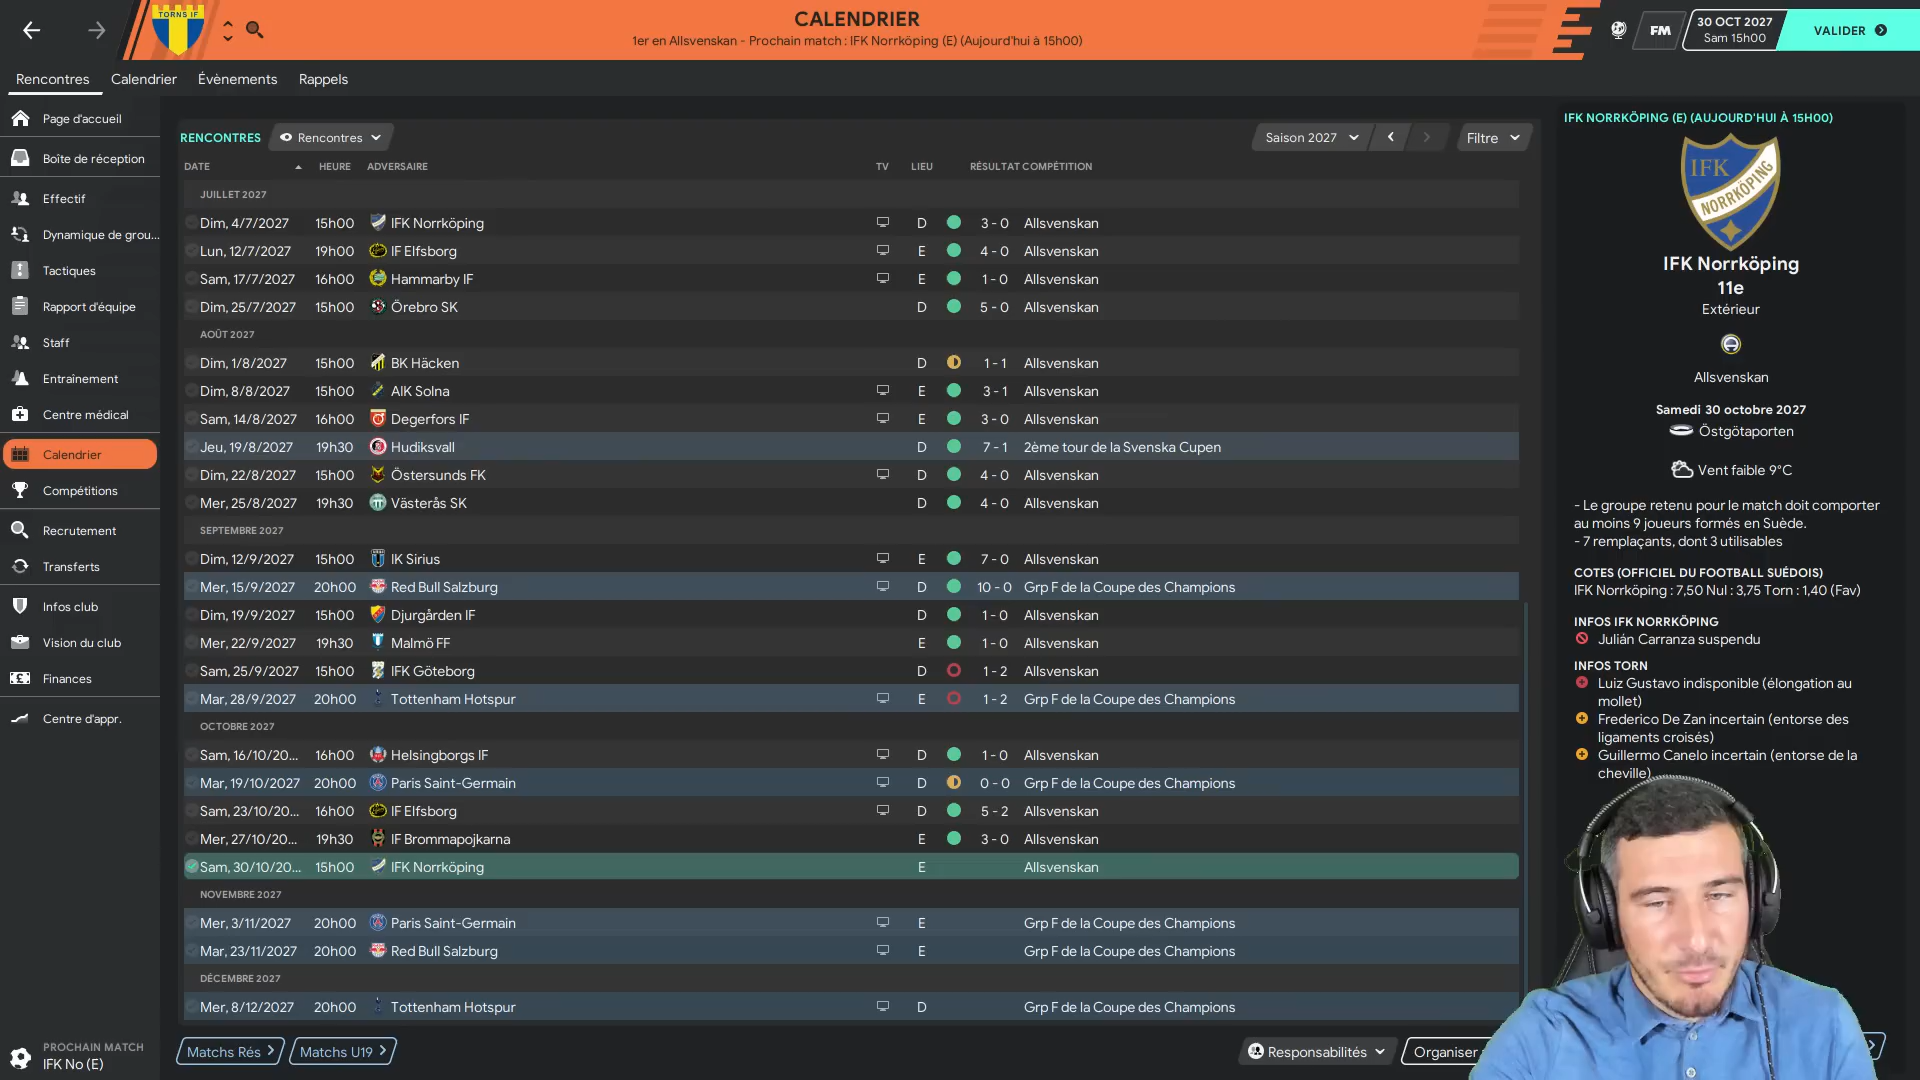 TORNS IF
CALENDRIER
1er en Allsvenskan - Prochain match : IFK Norrköping (E) (Aujourd'hui à 15h00)
FM
30 OCT 2027
Sam 15h00
VALIDER
Rencontres
Calendrier
Évènements
Rappels
Page d'accueil
Boîte de réception
Effectif
Dynamique de grou...
Tactiques
Rapport d'équipe
Staff
Entraînement
Centre médical
Calendrier
Compétitions
Recrutement
Transferts
Infos club
Vision du club
Finances
Centre d'appr.
PROCHAIN MATCH
IFK No (E)
RENCONTRES
Rencontres
Saison 2027
Filtre
DATE HEURE ADVERSAIRE TV LIEU RÉSULTAT COMPÉTITION
JUILLET 2027
Dim, 4/7/2027 15h00 IFK Norrköping D 3 - 0 Allsvenskan
Lun, 12/7/2027 19h00 IF Elfsborg E 4 - 0 Allsvenskan
Sam, 17/7/2027 16h00 Hammarby IF E 1 - 0 Allsvenskan
Dim, 25/7/2027 15h00 Örebro SK D 5 - 0 Allsvenskan
AOÛT 2027
Dim, 1/8/2027 15h00 BK Häcken D 1 - 1 Allsvenskan
Dim, 8/8/2027 15h00 AIK Solna E 3 - 1 Allsvenskan
Sam, 14/8/2027 16h00 Degerfors IF E 3 - 0 Allsvenskan
Jeu, 19/8/2027 19h30 Hudiksvall D 7 - 1 2ème tour de la Svenska Cupen
Dim, 22/8/2027 15h00 Östersunds FK D 4 - 0 Allsvenskan
Mer, 25/8/2027 19h30 Västerås SK D 4 - 0 Allsvenskan
SEPTEMBRE 2027
Dim, 12/9/2027 15h00 IK Sirius E 7 - 0 Allsvenskan
Mer, 15/9/2027 20h00 Red Bull Salzburg D 10 - 0 Grp F de la Coupe des Champions
Dim, 19/9/2027 15h00 Djurgården IF D 1 - 0 Allsvenskan
Mer, 22/9/2027 19h30 Malmö FF E 1 - 0 Allsvenskan
Sam, 25/9/2027 15h00 IFK Göteborg D 1 - 2 Allsvenskan
Mar, 28/9/2027 20h00 Tottenham Hotspur E 1 - 2 Grp F de la Coupe des Champions
OCTOBRE 2027
Sam, 16/10/20... 16h00 Helsingborgs IF D 1 - 0 Allsvenskan
Mar, 19/10/2027 20h00 Paris Saint-Germain D 0 - 0 Grp F de la Coupe des Champions
Sam, 23/10/20... 16h00 IF Elfsborg D 5 - 2 Allsvenskan
Mer, 27/10/20... 19h30 IF Brommapojkarna E 3 - 0 Allsvenskan
Sam, 30/10/20... 15h00 IFK Norrköping E Allsvenskan
NOVEMBRE 2027
Mer, 3/11/2027 20h00 Paris Saint-Germain E Grp F de la Coupe des Champions
Mar, 23/11/2027 20h00 Red Bull Salzburg E Grp F de la Coupe des Champions
DÉCEMBRE 2027
Mer, 8/12/2027 20h00 Tottenham Hotspur D Grp F de la Coupe des Champions
Matchs Rés
Matchs U19
Responsabilités
Organiser
IFK NORRKÖPING (E) (AUJOURD'HUI À 15H00)
IFK
NORRKÖPING
IFK Norrköping
11e
Extérieur
Allsvenskan
Samedi 30 octobre 2027
Östgötaporten
Vent faible 9°C
- Le groupe retenu pour le match doit comporter
au moins 9 joueurs formés en Suède.
- 7 remplaçants, dont 3 utilisables
COTES (OFFICIEL DU FOOTBALL SUÉDOIS)
IFK Norrköping : 7,50 Nul : 3,75 Torn : 1,40 (Fav)
INFOS IFK NORRKÖPING
Julián Carranza suspendu
INFOS TORN
Luiz Gustavo indisponible (élongation au
mollet)
Frederico De Zan incertain (entorse des
ligaments croisés)
Guillermo Canelo incertain (entorse de la
cheville)